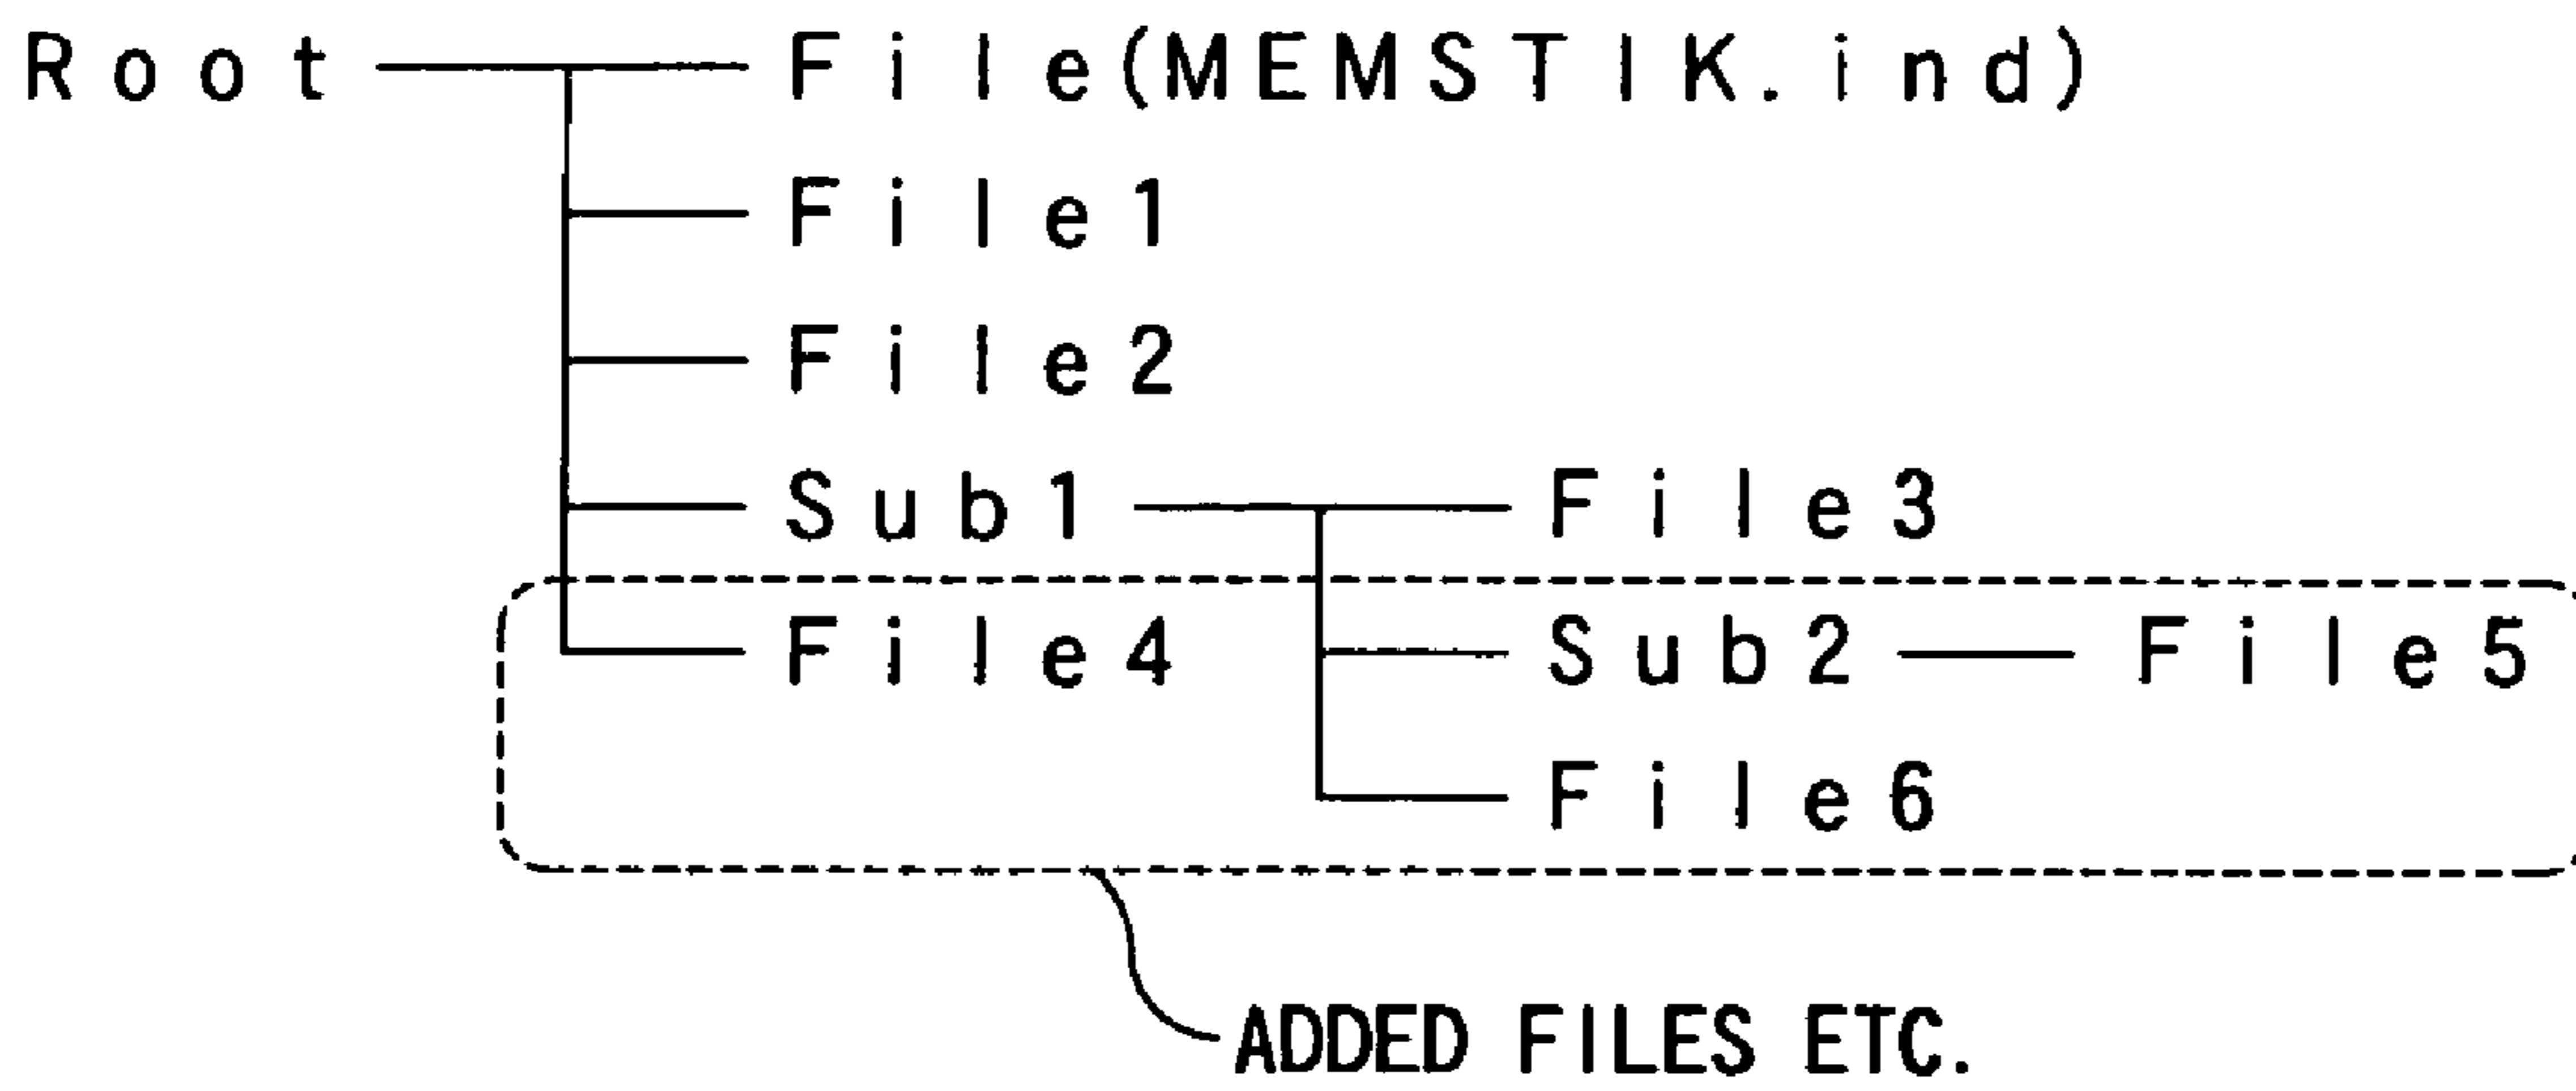 Root File(MEMSTIK.ind)
File1
File2
Sub1 File3
File4 Sub2 File5
File6
ADDED FILES ETC.